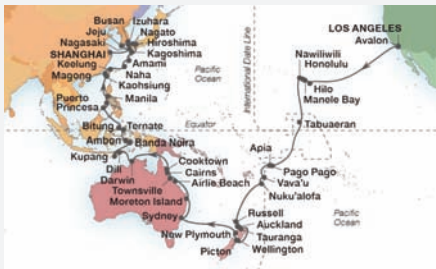 Busan
Izuhara
Jeju
Nagato
Nagasaki
Hiroshima
SHANGHAI
Kagoshima
Keelung
Amami
Magong
Naha
Kaohsiung
Puerto
Princesa
Manila
Bitung
Ternate
Ambon
Banda Noira
Kupang
Dili
Darwin
Cooktown
Cairns
Townsville
Airlie Beach
Moreton Island
Sydney
New Plymouth
Picton
Russell
Auckland
Tauranga
Wellington
Pacific
Ocean
International Date Line
Equator
LOS ANGELES
Avalon
Nawiliwili
Honolulu
Hilo
Manele Bay
Tabuaeran
Apia
Pago Pago
Vava'u
Nuku'alofa
Pacific
Ocean